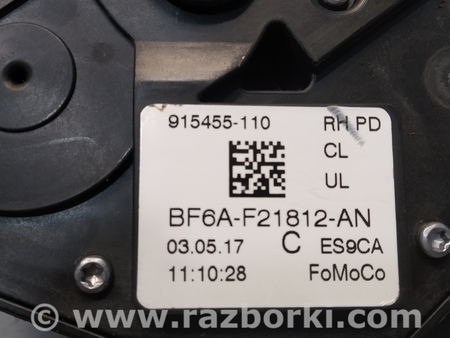 915455-110 RH PD
CL
UL
BF6A-F21812-AN
03.05.17 C ES9CA
11:10:28 FoMoCo
© www.razborki.com